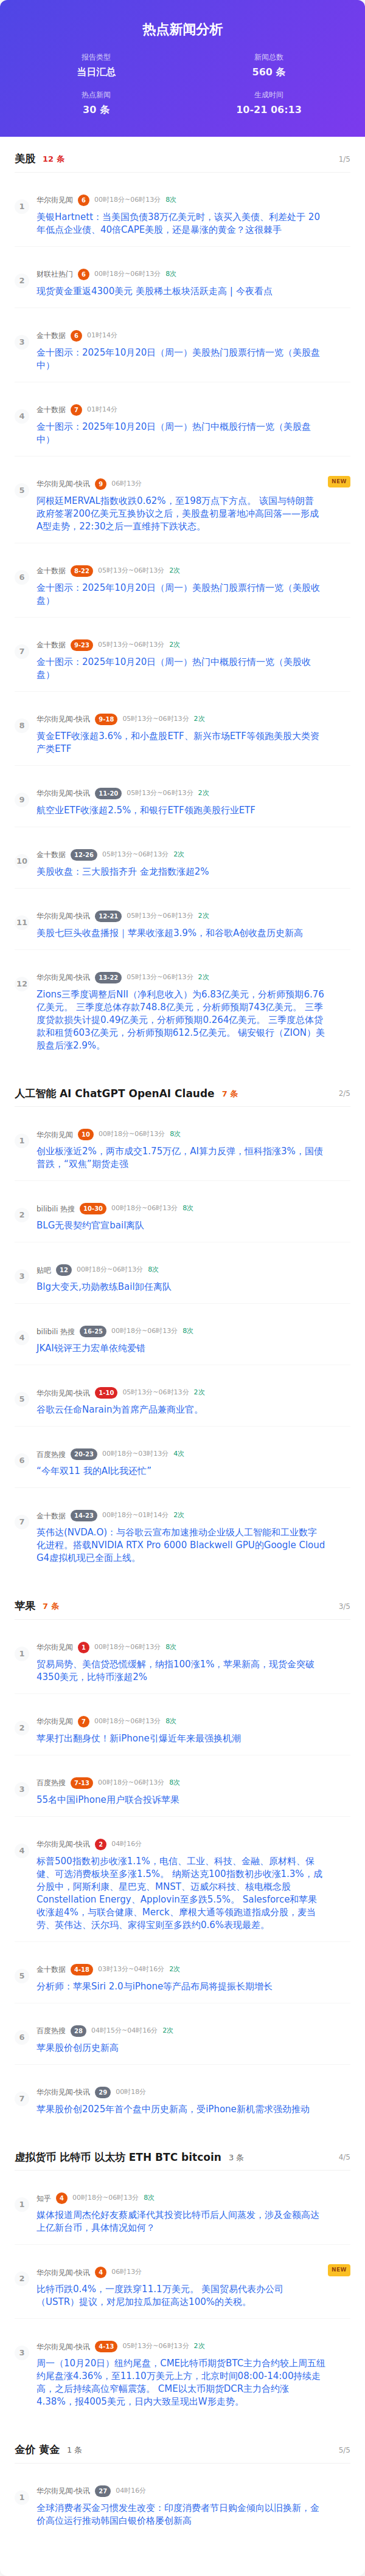 热点新闻分析
报告类型
当日汇总
新闻总数
560 条
热点新闻
30 条
生成时间
10-21 06:13
美股 12 条 1/5
1
华尔街见闻 6 00时18分~06时13分 8次
美银Hartnett：当美国负债38万亿美元时，该买入美债、利差处于 20
年低点企业债、40倍CAPE美股，还是暴涨的黄金？这很棘手
2
财联社热门 6 00时18分~06时13分 8次
现货黄金重返4300美元 美股稀土板块活跃走高 | 今夜看点
3
金十数据 6 01时14分
金十图示：2025年10月20日（周一）美股热门股票行情一览（美股盘
中）
4
金十数据 7 01时14分
金十图示：2025年10月20日（周一）热门中概股行情一览（美股盘
中）
5
华尔街见闻-快讯 9 06时13分 NEW
阿根廷MERVAL指数收跌0.62%，至198万点下方点。 该国与特朗普
政府签署200亿美元互换协议之后，美股盘初显著地冲高回落——形成
A型走势，22:30之后一直维持下跌状态。
6
金十数据 8-22 05时13分~06时13分 2次
金十图示：2025年10月20日（周一）美股热门股票行情一览（美股收
盘）
7
金十数据 9-23 05时13分~06时13分 2次
金十图示：2025年10月20日（周一）热门中概股行情一览（美股收
盘）
8
华尔街见闻-快讯 9-18 05时13分~06时13分 2次
黄金ETF收涨超3.6%，和小盘股ETF、新兴市场ETF等领跑美股大类资
产类ETF
9
华尔街见闻-快讯 11-20 05时13分~06时13分 2次
航空业ETF收涨超2.5%，和银行ETF领跑美股行业ETF
10
金十数据 12-26 05时13分~06时13分 2次
美股收盘：三大股指齐升 金龙指数涨超2%
11
华尔街见闻-快讯 12-21 05时13分~06时13分 2次
美股七巨头收盘播报｜苹果收涨超3.9%，和谷歌A创收盘历史新高
12
华尔街见闻-快讯 13-22 05时13分~06时13分 2次
Zions三季度调整后NII（净利息收入）为6.83亿美元，分析师预期6.76
亿美元。 三季度总体存款748.8亿美元，分析师预期743亿美元。 三季
度贷款损失计提0.49亿美元，分析师预期0.264亿美元。 三季度总体贷
款和租赁603亿美元，分析师预期612.5亿美元。 锡安银行（ZION）美
股盘后涨2.9%。
人工智能 AI ChatGPT OpenAI Claude 7 条 2/5
1
华尔街见闻 10 00时18分~06时13分 8次
创业板涨近2%，两市成交1.75万亿，AI算力反弹，恒科指涨3%，国债
普跌，“双焦”期货走强
2
bilibili 热搜 10-30 00时18分~06时13分 8次
BLG无畏契约官宣bail离队
3
贴吧 12 00时18分~06时13分 8次
Blg大变天,功勋教练Bail卸任离队
4
bilibili 热搜 16-25 00时18分~06时13分 8次
JKAI锐评王力宏单依纯爱错
5
华尔街见闻-快讯 1-10 05时13分~06时13分 2次
谷歌云任命Narain为首席产品兼商业官。
6
百度热搜 20-23 00时18分~03时13分 4次
“今年双11 我的AI比我还忙”
7
金十数据 14-23 00时18分~01时14分 2次
英伟达(NVDA.O)：与谷歌云宣布加速推动企业级人工智能和工业数字
化进程。搭载NVIDIA RTX Pro 6000 Blackwell GPU的Google Cloud
G4虚拟机现已全面上线。
苹果 7 条 3/5
1
华尔街见闻 1 00时18分~06时13分 8次
贸易局势、美信贷恐慌缓解，纳指100涨1%，苹果新高，现货金突破
4350美元，比特币涨超2%
2
华尔街见闻 7 00时18分~06时13分 8次
苹果打出翻身仗！新iPhone引爆近年来最强换机潮
3
百度热搜 7-13 00时18分~06时13分 8次
55名中国iPhone用户联合投诉苹果
4
华尔街见闻-快讯 2 04时16分
标普500指数初步收涨1.1%，电信、工业、科技、金融、原材料、保
健、可选消费板块至多涨1.5%。 纳斯达克100指数初步收涨1.3%，成
分股中，阿斯利康、星巴克、MNST、迈威尔科技、核电概念股
Constellation Energy、Applovin至多跌5.5%。 Salesforce和苹果
收涨超4%，与联合健康、Merck、摩根大通等领跑道指成分股，麦当
劳、英伟达、沃尔玛、家得宝则至多跌约0.6%表现最差。
5
金十数据 4-18 03时13分~04时16分 2次
分析师：苹果Siri 2.0与iPhone等产品布局将提振长期增长
6
百度热搜 28 04时15分~04时16分 2次
苹果股价创历史新高
7
华尔街见闻-快讯 29 00时18分
苹果股价创2025年首个盘中历史新高，受iPhone新机需求强劲推动
虚拟货币 比特币 以太坊 ETH BTC bitcoin 3 条 4/5
1
知乎 4 00时18分~06时13分 8次
媒体报道周杰伦好友蔡威泽代其投资比特币后人间蒸发，涉及金额高达
上亿新台币，具体情况如何？
2
华尔街见闻-快讯 4 06时13分 NEW
比特币跌0.4%，一度跌穿11.1万美元。 美国贸易代表办公司
（USTR）提议，对尼加拉瓜加征高达100%的关税。
3
华尔街见闻-快讯 4-13 05时13分~06时13分 2次
周一（10月20日）纽约尾盘，CME比特币期货BTC主力合约较上周五纽
约尾盘涨4.36%，至11.10万美元上方，北京时间08:00-14:00持续走
高，之后持续高位窄幅震荡。 CME以太币期货DCR主力合约涨
4.38%，报4005美元，日内大致呈现出W形走势。
金价 黄金 1 条 5/5
1
华尔街见闻-快讯 27 04时16分
全球消费者买金习惯发生改变：印度消费者节日购金倾向以旧换新，金
价高位运行推动韩国白银价格屡创新高